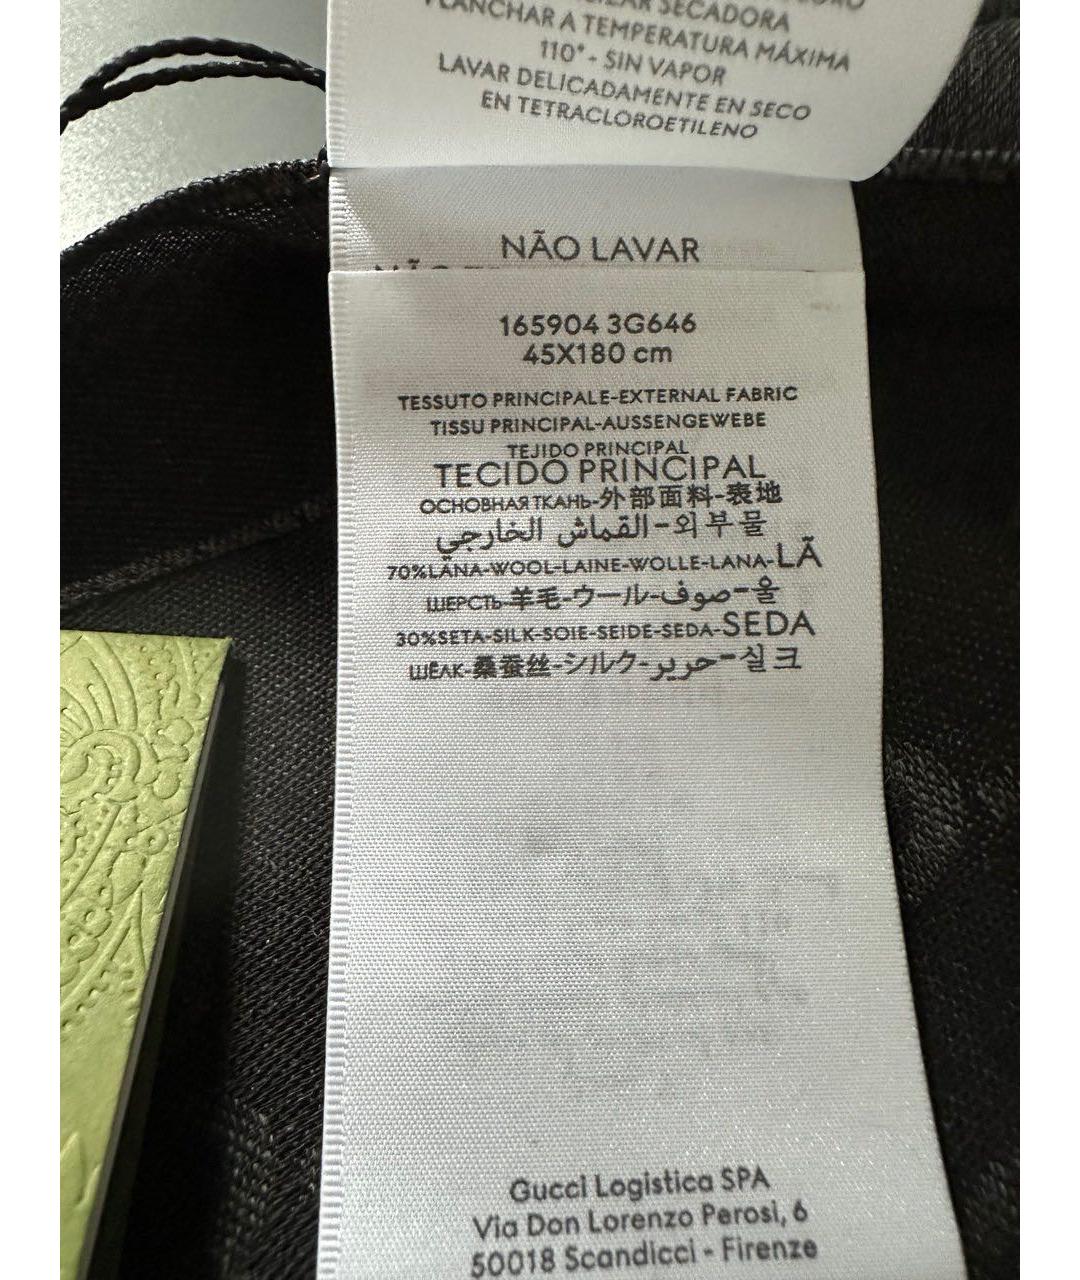 SECADORA
PLANCHAR A TEMPERATURA MÁXIMA
110° - SIN VAPOR
LAVAR DELICADAMENTE EN SECO
EN TETRACLOROETILENO
NÃO LAVAR
165904 3G646
45X180 cm
TESSUTO PRINCIPALE-EXTERNAL FABRIC
TISSU PRINCIPAL-AUSSENGEWEBE
TEJIDO PRINCIPAL
TECIDO PRINCIPAL
ОСНОВНАЯ ТКАНЬ-外部面料-表地
القماش الخارجي-외부물
70%LANA-WOOL-LAINE-WOLLE-LANA-LÃ
ШЕРСТЬ-羊毛-ウール-صوف-울
30%SETA-SILK-SOIE-SEIDE-SEDA-SEDA
ШЁЛК-桑蚕丝-シルク-حرير-실크
Gucci Logistica SPA
Via Don Lorenzo Perosi, 6
50018 Scandicci - Firenze